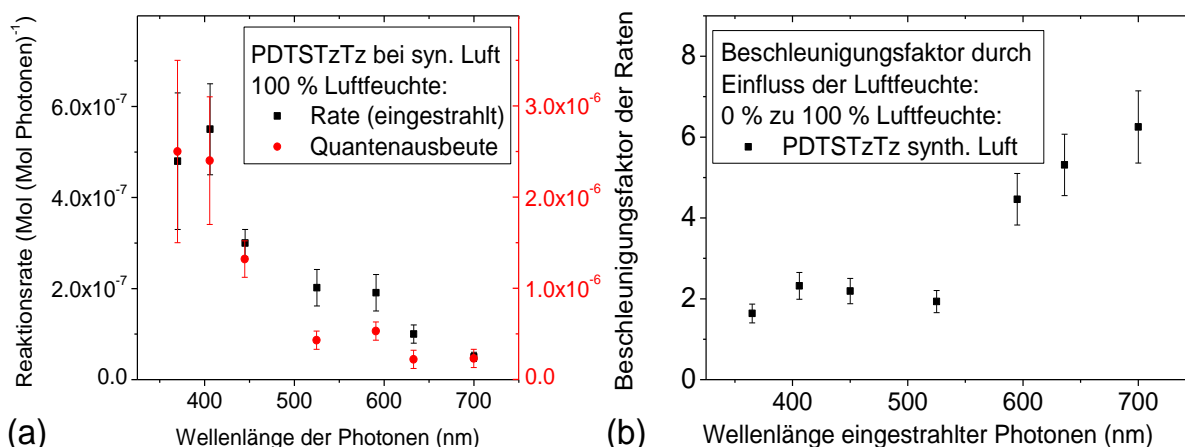 PDTSTzTz bei syn. Luft
100 % Luftfeuchte:
Rate (eingestrahlt)
Quantenausbeute
Reaktionsrate (Mol (Mol Photonen)⁻¹
6.0x10⁻⁷
4.0x10⁻⁷
2.0x10⁻⁷
0.0
3.0x10⁻⁶
2.0x10⁻⁶
1.0x10⁻⁶
0.0
400 500 600 700
Wellenlänge der Photonen (nm)
(a)
Beschleunigungsfaktor durch
Einfluss der Luftfeuchte:
0 % zu 100 % Luftfeuchte:
PDTSTzTz synth. Luft
Beschleunigungsfaktor der Raten
8
6
4
2
0
400 500 600 700
Wellenlänge eingestrahlter Photonen (nm)
(b)